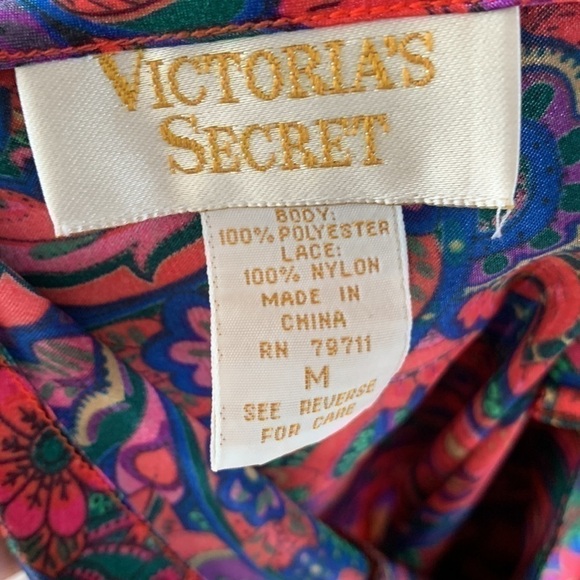 VICTORIA'S
SECRET
BODY:
100% POLYESTER
LACE:
100% NYLON
MADE IN
CHINA
RN 79711
M
SEE REVERSE
FOR CARE